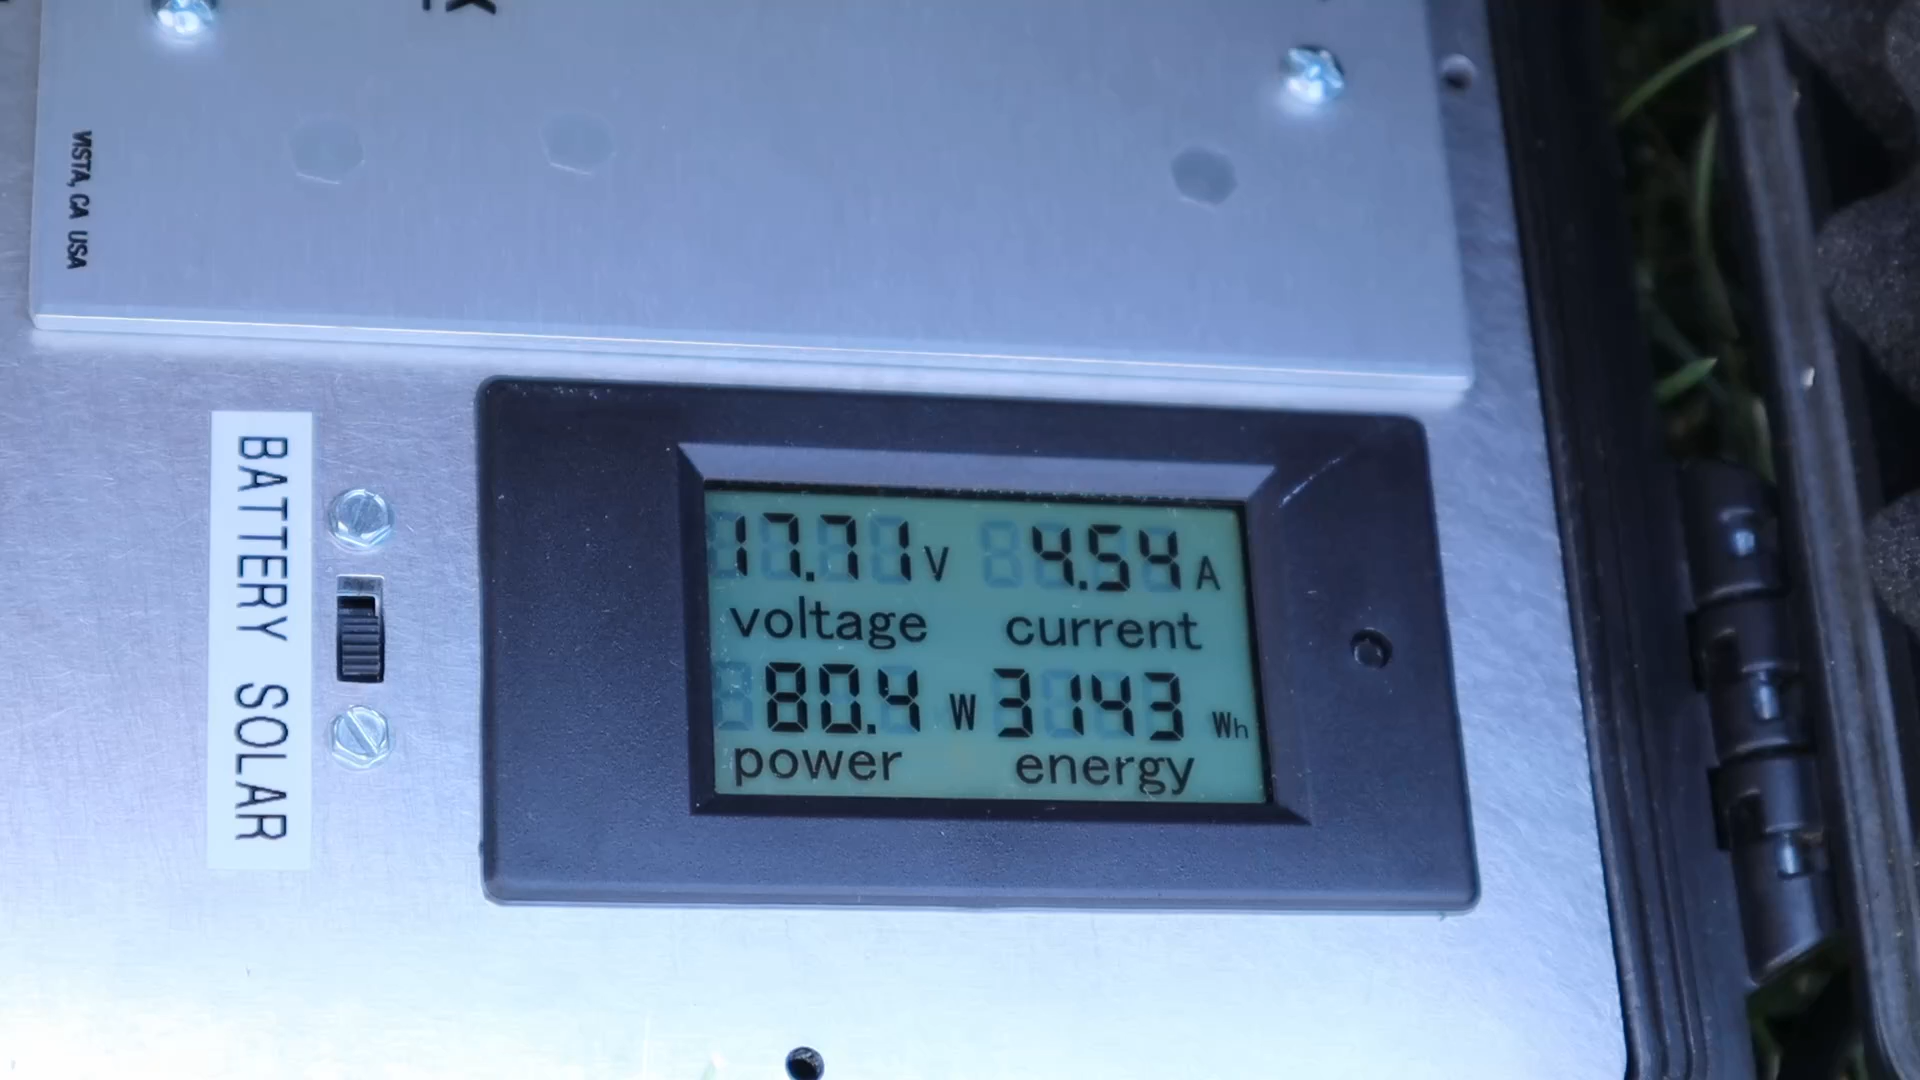 VISTA, CA USA
BATTERY SOLAR
17.71 V 4.54 A
voltage current
80.4 W 3143 Wh
power energy